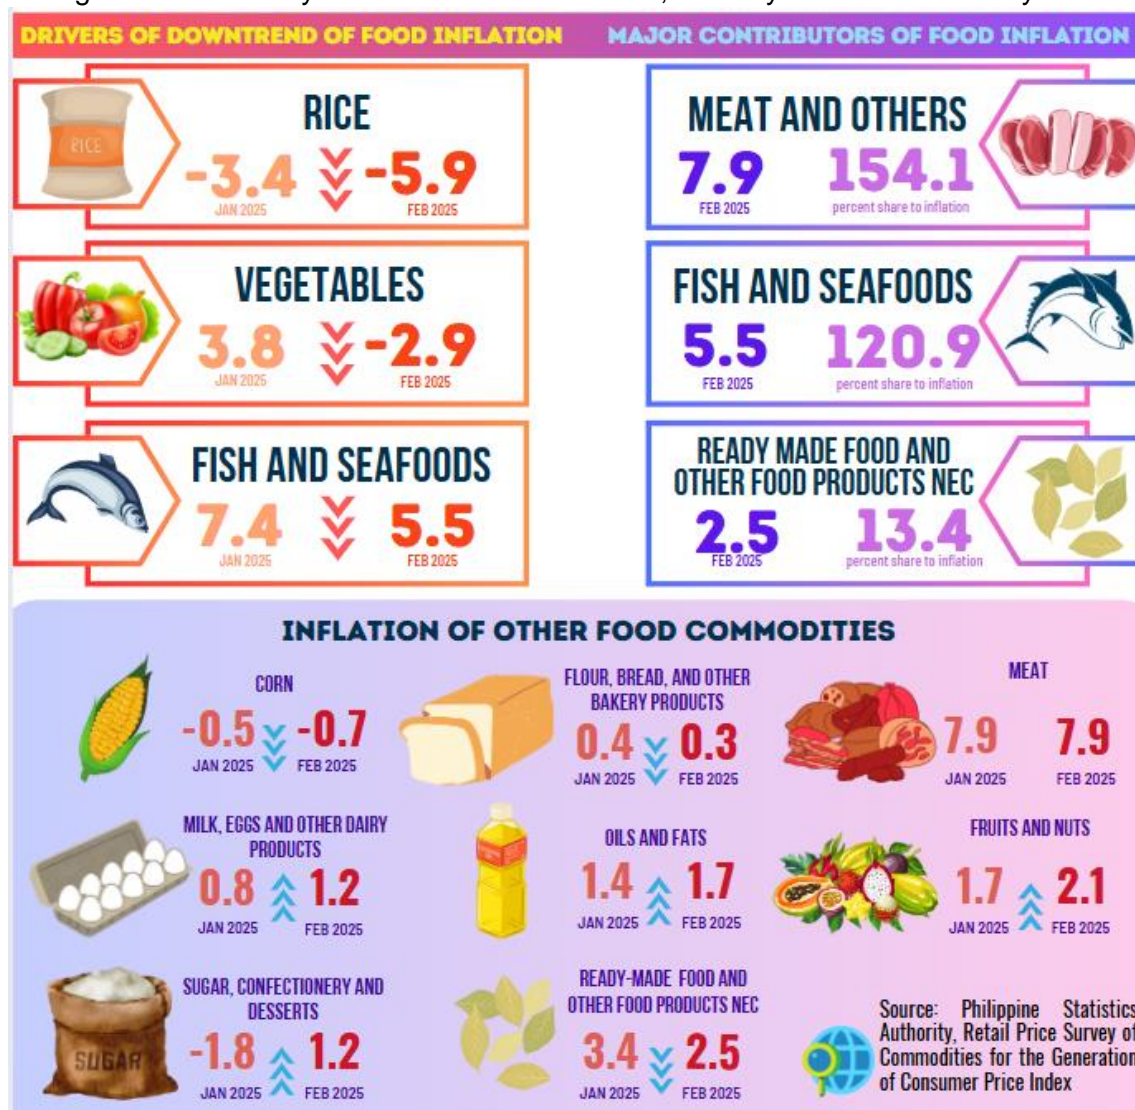 DRIVERS OF DOWNTREND OF FOOD INFLATION
RICE
RICE
-3.4 -5.9
JAN 2025 FEB 2025
VEGETABLES
3.8 -2.9
JAN 2025 FEB 2025
FISH AND SEAFOODS
7.4 5.5
JAN 2025 FEB 2025
MAJOR CONTRIBUTORS OF FOOD INFLATION
MEAT AND OTHERS
7.9 154.1
FEB 2025 percent share to inflation
FISH AND SEAFOODS
5.5 120.9
FEB 2025 percent share to inflation
READY MADE FOOD AND
OTHER FOOD PRODUCTS NEC
2.5 13.4
FEB 2025 percent share to inflation
INFLATION OF OTHER FOOD COMMODITIES
CORN
-0.5 -0.7
JAN 2025 FEB 2025
FLOUR, BREAD, AND OTHER
BAKERY PRODUCTS
0.4 0.3
JAN 2025 FEB 2025
MEAT
7.9 7.9
JAN 2025 FEB 2025
MILK, EGGS AND OTHER DAIRY
PRODUCTS
0.8 1.2
JAN 2025 FEB 2025
OILS AND FATS
1.4 1.7
JAN 2025 FEB 2025
FRUITS AND NUTS
1.7 2.1
JAN 2025 FEB 2025
SUGAR, CONFECTIONERY AND
DESSERTS
SUGAR
-1.8 1.2
JAN 2025 FEB 2025
READY-MADE FOOD AND
OTHER FOOD PRODUCTS NEC
3.4 2.5
JAN 2025 FEB 2025
Source: Philippine Statistics
Authority, Retail Price Survey of
Commodities for the Generation
of Consumer Price Index